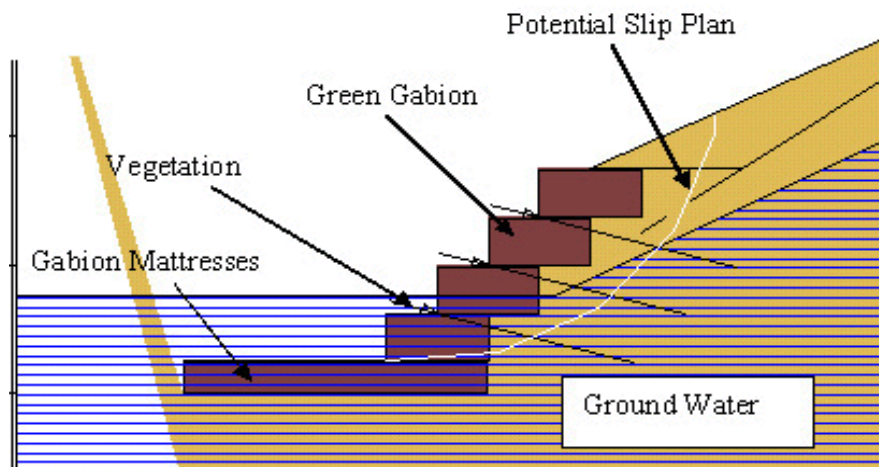 Potential Slip Plan
Green Gabion
Vegetation
Gabion Mattresses
Ground Water